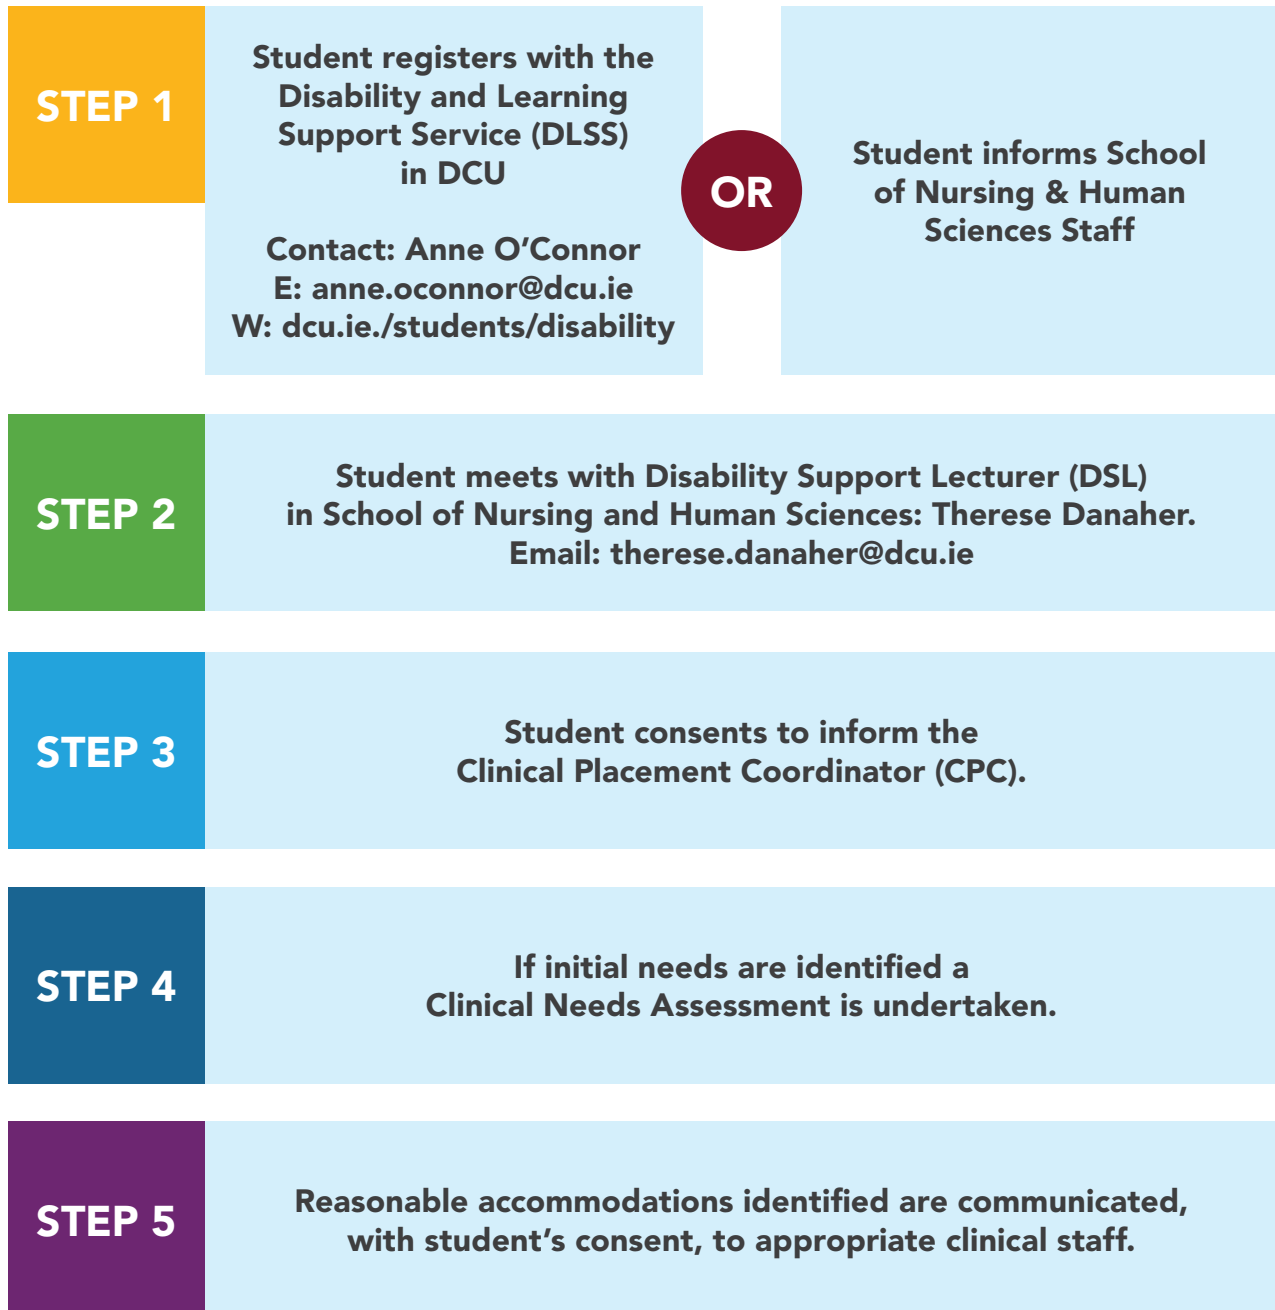 STEP 1
Student registers with the
Disability and Learning
Support Service (DLSS)
in DCU
Contact: Anne O’Connor
E: anne.oconnor@dcu.ie
W: dcu.ie./students/disability
OR
Student informs School
of Nursing & Human
Sciences Staff
STEP 2
Student meets with Disability Support Lecturer (DSL)
in School of Nursing and Human Sciences: Therese Danaher.
Email: therese.danaher@dcu.ie
STEP 3
Student consents to inform the
Clinical Placement Coordinator (CPC).
STEP 4
If initial needs are identified a
Clinical Needs Assessment is undertaken.
STEP 5
Reasonable accommodations identified are communicated,
with student’s consent, to appropriate clinical staff.